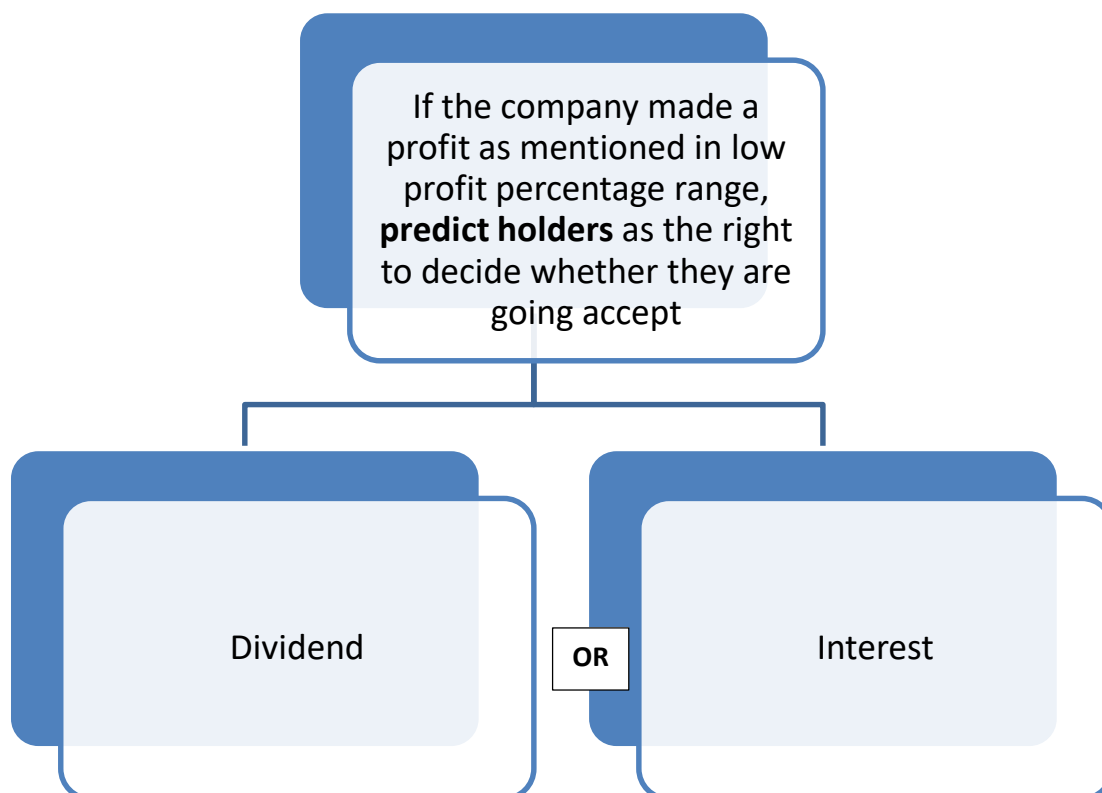 If the company made a
profit as mentioned in low
profit percentage range,
predict holders as the right
to decide whether they are
going accept
Dividend
OR
Interest